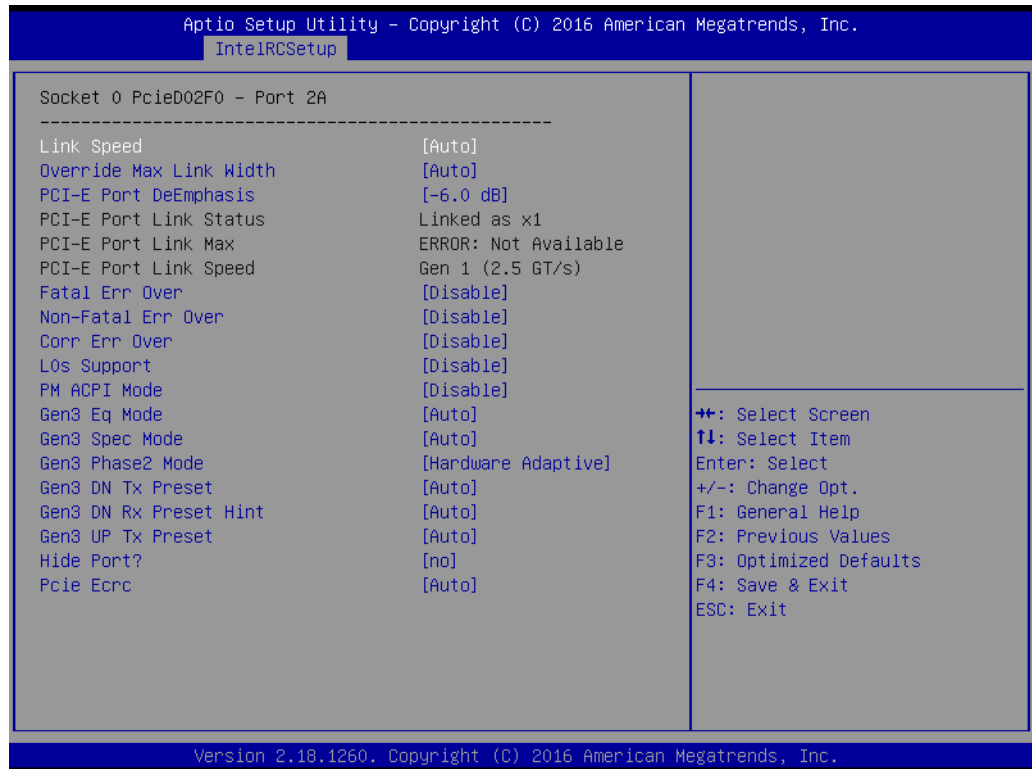 Aptio Setup Utility – Copyright (C) 2016 American Megatrends, Inc.
IntelRCSetup
Socket 0 PcieD02F0 – Port 2A
--------------------------------------------------
Link Speed [Auto]
Override Max Link Width [Auto]
PCI-E Port DeEmphasis [-6.0 dB]
PCI-E Port Link Status Linked as x1
PCI-E Port Link Max ERROR: Not Available
PCI-E Port Link Speed Gen 1 (2.5 GT/s)
Fatal Err Over [Disable]
Non-Fatal Err Over [Disable]
Corr Err Over [Disable]
L0s Support [Disable]
PM ACPI Mode [Disable]
Gen3 Eq Mode [Auto]
Gen3 Spec Mode [Auto]
Gen3 Phase2 Mode [Hardware Adaptive]
Gen3 DN Tx Preset [Auto]
Gen3 DN Rx Preset Hint [Auto]
Gen3 UP Tx Preset [Auto]
Hide Port? [no]
Pcie Ecrc [Auto]
→←: Select Screen
↑↓: Select Item
Enter: Select
+/-: Change Opt.
F1: General Help
F2: Previous Values
F3: Optimized Defaults
F4: Save & Exit
ESC: Exit
Version 2.18.1260. Copyright (C) 2016 American Megatrends, Inc.